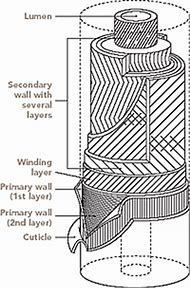 Lumen
Secondary
wall with
several
layers
Winding
layer
Primary wall
(1st layer)
Primary wall
(2nd layer)
Cuticle